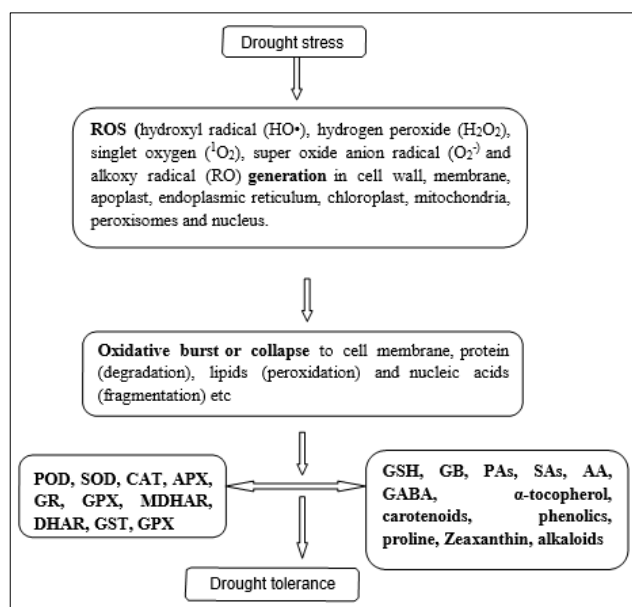 Drought stress
ROS (hydroxyl radical (HO•), hydrogen peroxide (H₂O₂),
singlet oxygen (¹O₂), super oxide anion radical (O₂⁻) and
alkoxy radical (RO) generation in cell wall, membrane,
apoplast, endoplasmic reticulum, chloroplast, mitochondria,
peroxisomes and nucleus.
Oxidative burst or collapse to cell membrane, protein
(degradation), lipids (peroxidation) and nucleic acids
(fragmentation) etc
POD, SOD, CAT, APX,
GR, GPX, MDHAR,
DHAR, GST, GPX
GSH, GB, PAs, SAs, AA,
GABA, α-tocopherol,
carotenoids, phenolics,
proline, Zeaxanthin, alkaloids
Drought tolerance